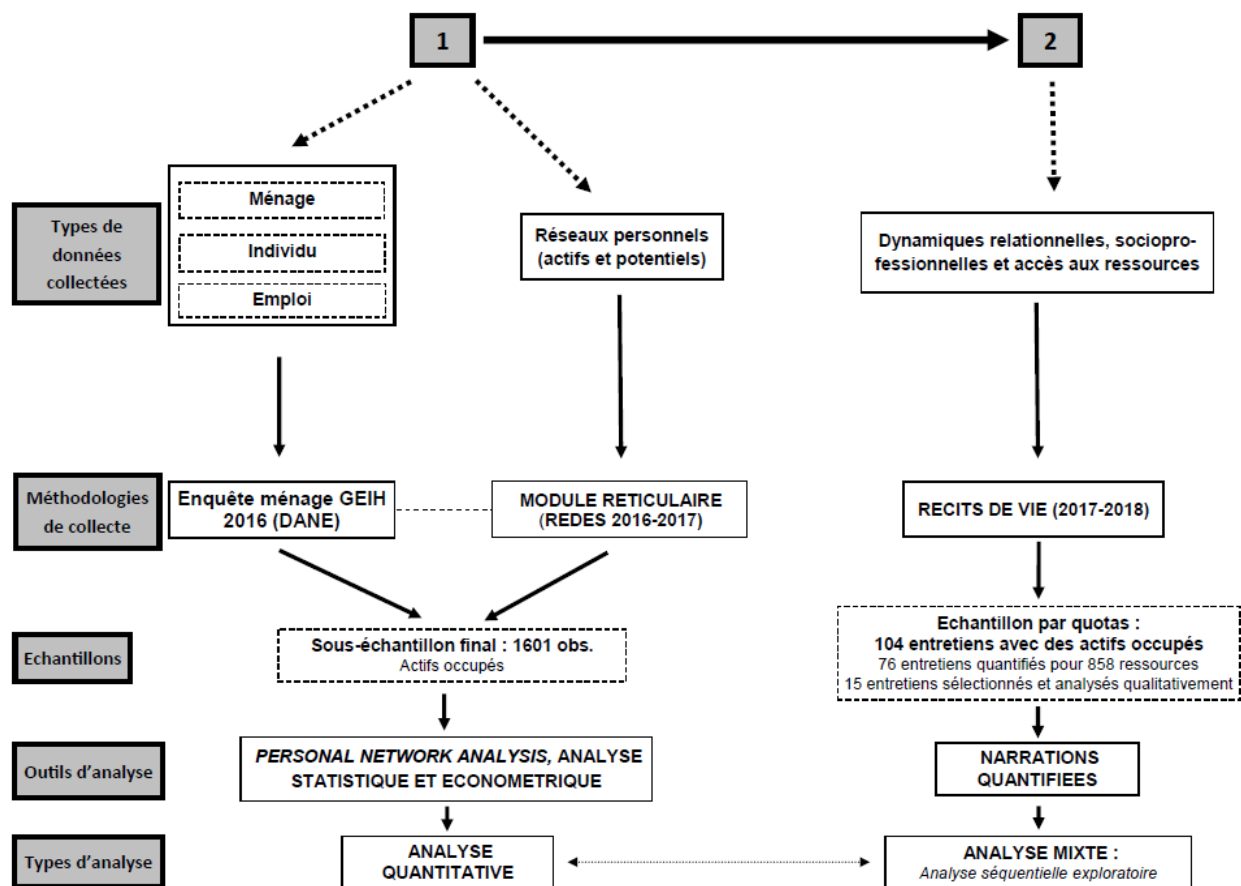 1
2
Types de
données
collectées
Ménage
Individu
Emploi
Réseaux personnels
(actifs et potentiels)
Dynamiques relationnelles, sociopro-
fessionnelles et accès aux ressources
Méthodologies
de collecte
Enquête ménage GEIH
2016 (DANE)
MODULE RETICULAIRE
(REDES 2016-2017)
RECITS DE VIE (2017-2018)
Echantillons
Sous-échantillon final : 1601 obs.
Actifs occupés
Echantillon par quotas :
104 entretiens avec des actifs occupés
76 entretiens quantifiés pour 858 ressources
15 entretiens sélectionnés et analysés qualitativement
Outils d’analyse
PERSONAL NETWORK ANALYSIS, ANALYSE
STATISTIQUE ET ECONOMETRIQUE
NARRATIONS
QUANTIFIEES
Types d’analyse
ANALYSE
QUANTITATIVE
ANALYSE MIXTE :
Analyse séquentielle exploratoire